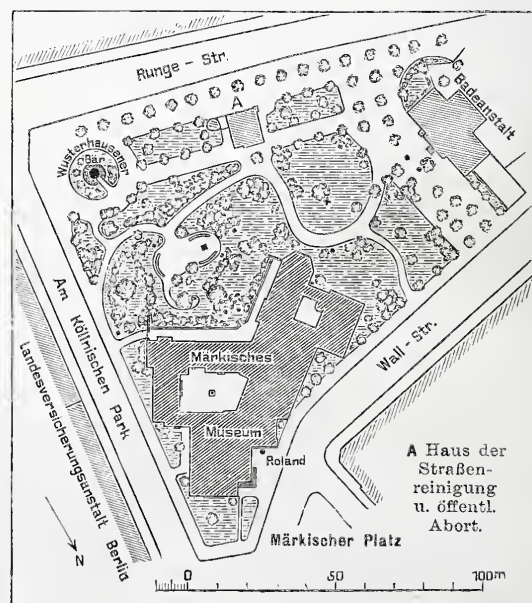 Runge - Str.
A
Badeanstalt
Wusterhausener
Bär
Am Köllnischen Park
Landesversicherungsanstalt Berlin
Märkisches
Museum
Wall - Str.
Roland
A Haus der
Straßen-
reinigung
u. öffentl.
Abort.
Märkischer Platz
N
0 50 100m